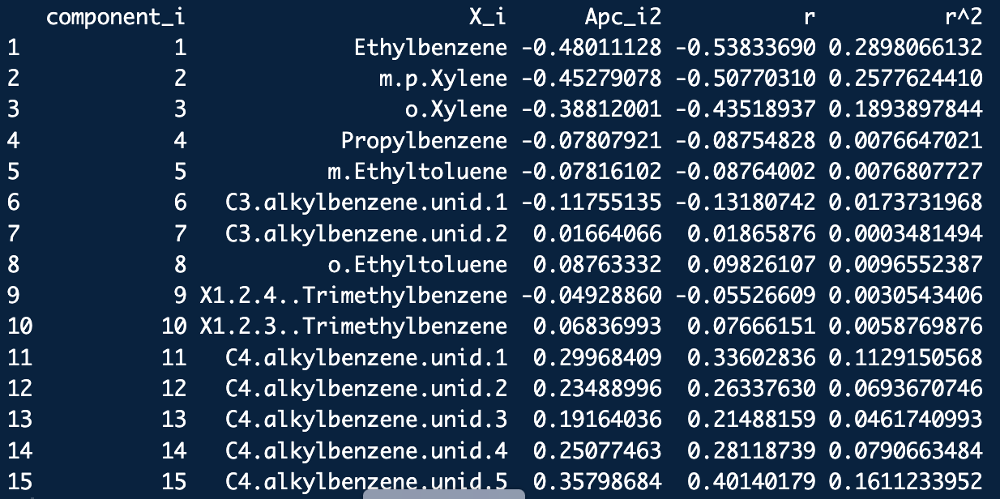 component_i X_i Apc_i2 r r^2
1 1 Ethylbenzene -0.48011128 -0.53833690 0.2898066132
2 2 m.p.Xylene -0.45279078 -0.50770310 0.2577624410
3 3 o.Xylene -0.38812001 -0.43518937 0.1893897844
4 4 Propylbenzene -0.07807921 -0.08754828 0.0076647021
5 5 m.Ethyltoluene -0.07816102 -0.08764002 0.0076807727
6 6 C3.alkylbenzene.unid.1 -0.11755135 -0.13180742 0.0173731968
7 7 C3.alkylbenzene.unid.2 0.01664066 0.01865876 0.0003481494
8 8 o.Ethyltoluene 0.08763332 0.09826107 0.0096552387
9 9 X1.2.4..Trimethylbenzene -0.04928860 -0.05526609 0.0030543406
10 10 X1.2.3..Trimethylbenzene 0.06836993 0.07666151 0.0058769876
11 11 C4.alkylbenzene.unid.1 0.29968409 0.33602836 0.1129150568
12 12 C4.alkylbenzene.unid.2 0.23488996 0.26337630 0.0693670746
13 13 C4.alkylbenzene.unid.3 0.19164036 0.21488159 0.0461740993
14 14 C4.alkylbenzene.unid.4 0.25077463 0.28118739 0.0790663484
15 15 C4.alkylbenzene.unid.5 0.35798684 0.40140179 0.1611233952